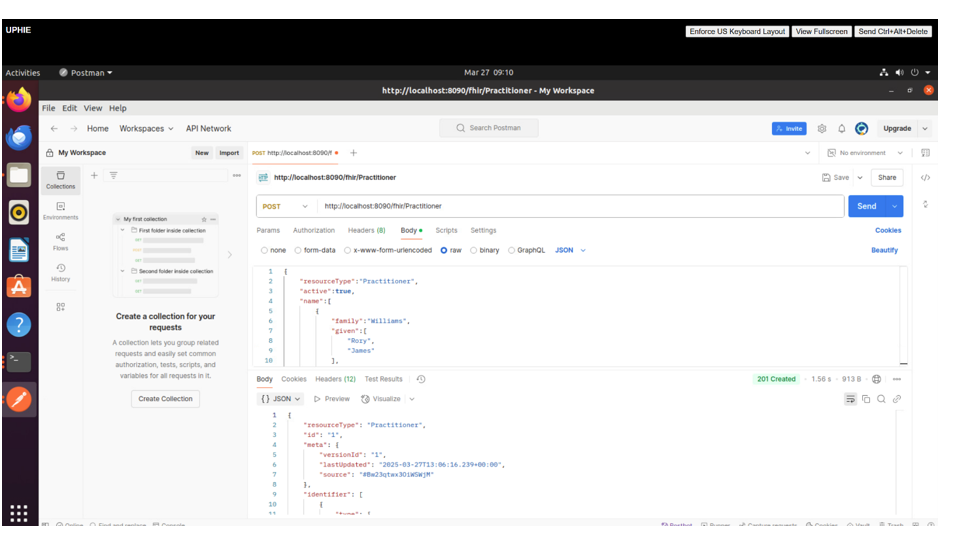 UPHIE
Enforce US Keyboard Layout View Fullscreen Send Ctrl+Alt+Delete
Activities Postman Mar 27 09:10
http://localhost:8090/fhir/Practitioner - My Workspace
File Edit View Help
Home Workspaces API Network Search Postman Invite Upgrade
My Workspace New Import POST http://localhost:8090/f No environment
Collections
http://localhost:8090/fhir/Practitioner Save Share
POST http://localhost:8090/fhir/Practitioner Send
Environments
Params Authorization Headers (8) Body Scripts Settings Cookies
none form-data x-www-form-urlencoded raw binary GraphQL JSON Beautify
Flows
History
My first collection
First folder inside collection
Second folder inside collection
Create a collection for your
requests
A collection lets you group related
requests and easily set common
authorization, tests, scripts, and
variables for all requests in it.
Create Collection
1 {
2 "resourceType":"Practitioner",
3 "active":true,
4 "name":[
5 {
6 "family":"Williams",
7 "given":[
8 "Rory",
9 "James"
10 ],
Body Cookies Headers (12) Test Results 201 Created 1.56 s 913 B
{} JSON Preview Visualize
1 {
2 "resourceType": "Practitioner",
3 "id": "1",
4 "meta": {
5 "versionId": "1",
6 "lastUpdated": "2025-03-27T13:06:16.239+00:00",
7 "source": "#Bw23qtwx3OiWSWjM"
8 },
9 "identifier": [
10 {
11 "type": {
Online Find and replace Console Postbot Runner Capture requests Cookies Vault Trash